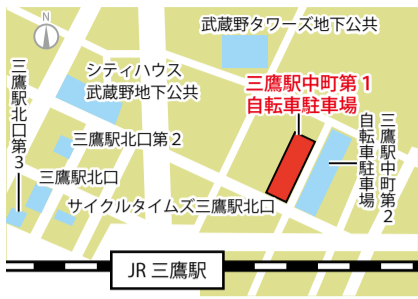 N
武蔵野タワーズ地下公共
シティハウス
武蔵野地下公共
三鷹駅中町第1
自転車駐車場
三鷹駅北口第3
三鷹駅北口第2
三鷹駅北口
サイクルタイムズ三鷹駅北口
三鷹駅中町第2
自転車駐車場
JR 三鷹駅